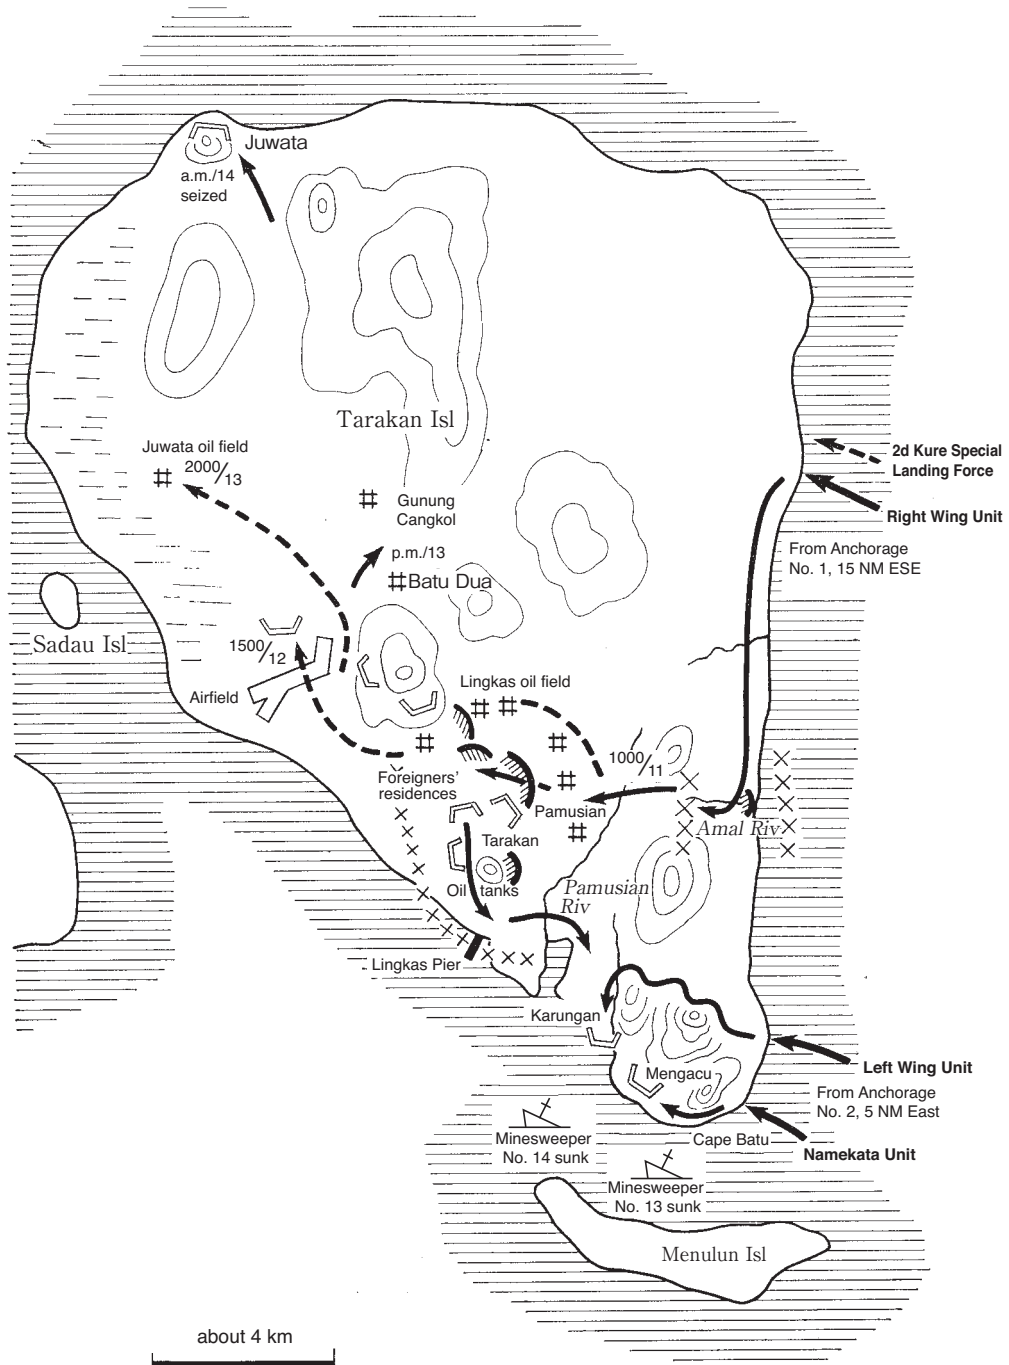 Juwata
a.m./14
seized
Tarakan Isl
Juwata oil field
2000/13
2d Kure Special
Landing Force
Gunung
Cangkol
Right Wing Unit
p.m./13
From Anchorage
No. 1, 15 NM ESE
Batu Dua
Sadau Isl
1500/12
Airfield
Lingkas oil field
1000/11
Foreigners'
residences
Pamusian
Amal Riv
Tarakan
Oil tanks
Pamusian
Riv
Lingkas Pier
Karungan
Left Wing Unit
Mengacu
From Anchorage
No. 2, 5 NM East
Cape Batu
Namekata Unit
Minesweeper
No. 14 sunk
Minesweeper
No. 13 sunk
Menulun Isl
about 4 km